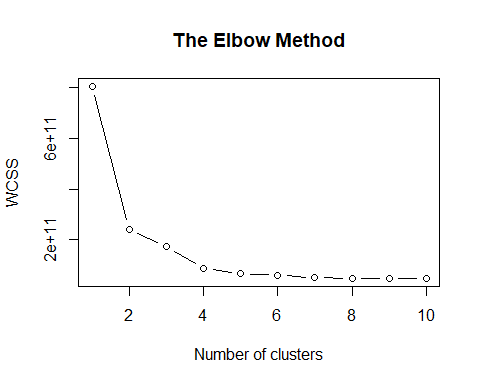 The Elbow Method
WCSS
6e+11
2e+11
2 4 6 8 10
Number of clusters